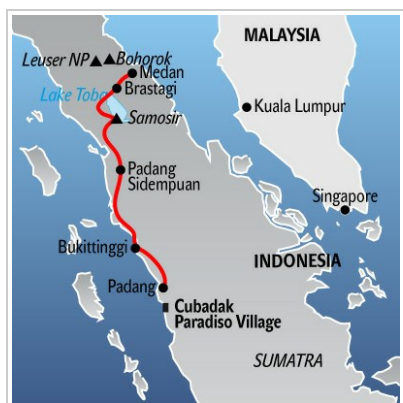 MALAYSIA
Leuser NP
Bohorok
Medan
Brastagi
Lake Toba
Kuala Lumpur
Samosir
Padang
Sidempuan
Singapore
Bukittinggi
INDONESIA
Padang
Cubadak
Paradiso Village
SUMATRA